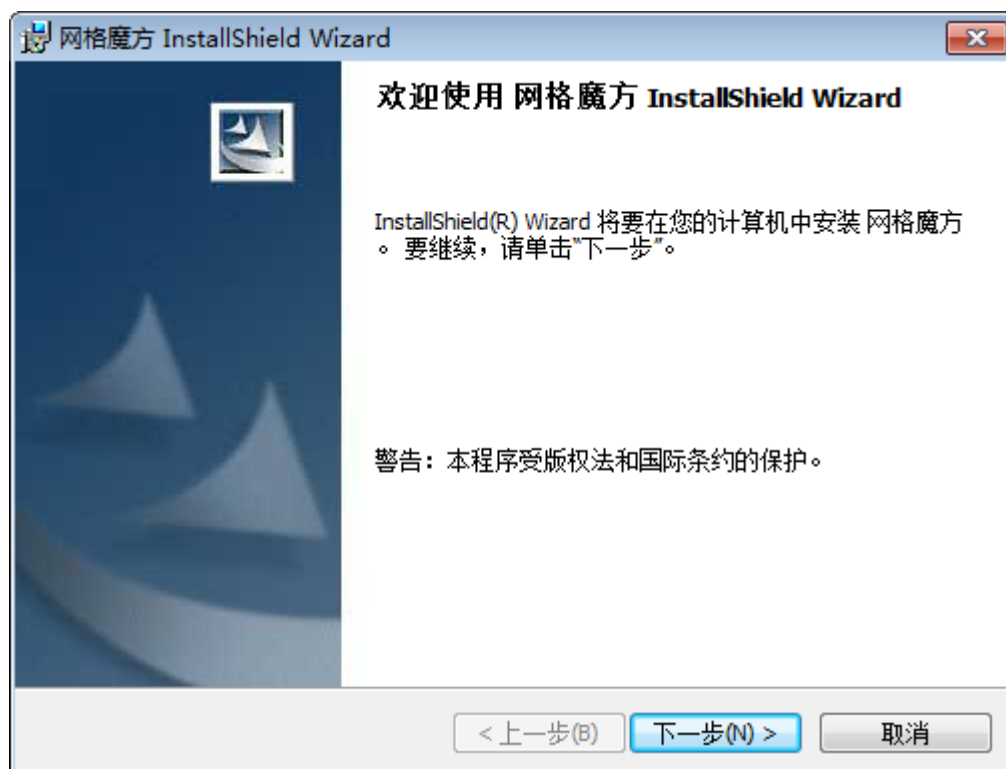 网格魔方 InstallShield Wizard
欢迎使用 网格魔方 InstallShield Wizard
InstallShield(R) Wizard 将要在您的计算机中安装 网格魔方
。 要继续，请单击“下一步”。
警告：本程序受版权法和国际条约的保护。
< 上一步(B) 下一步(N) > 取消